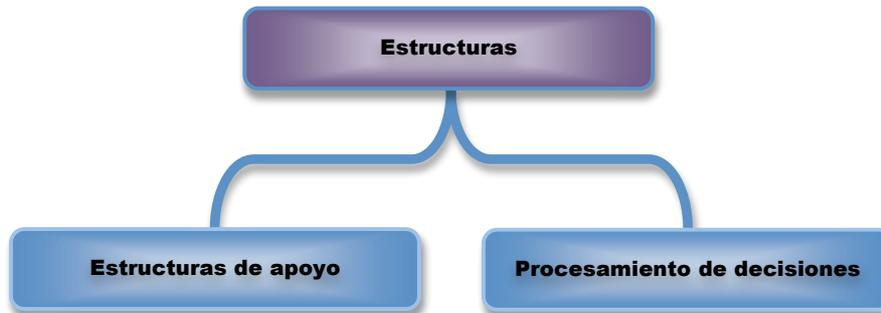 Estructuras
Estructuras de apoyo
Procesamiento de decisiones